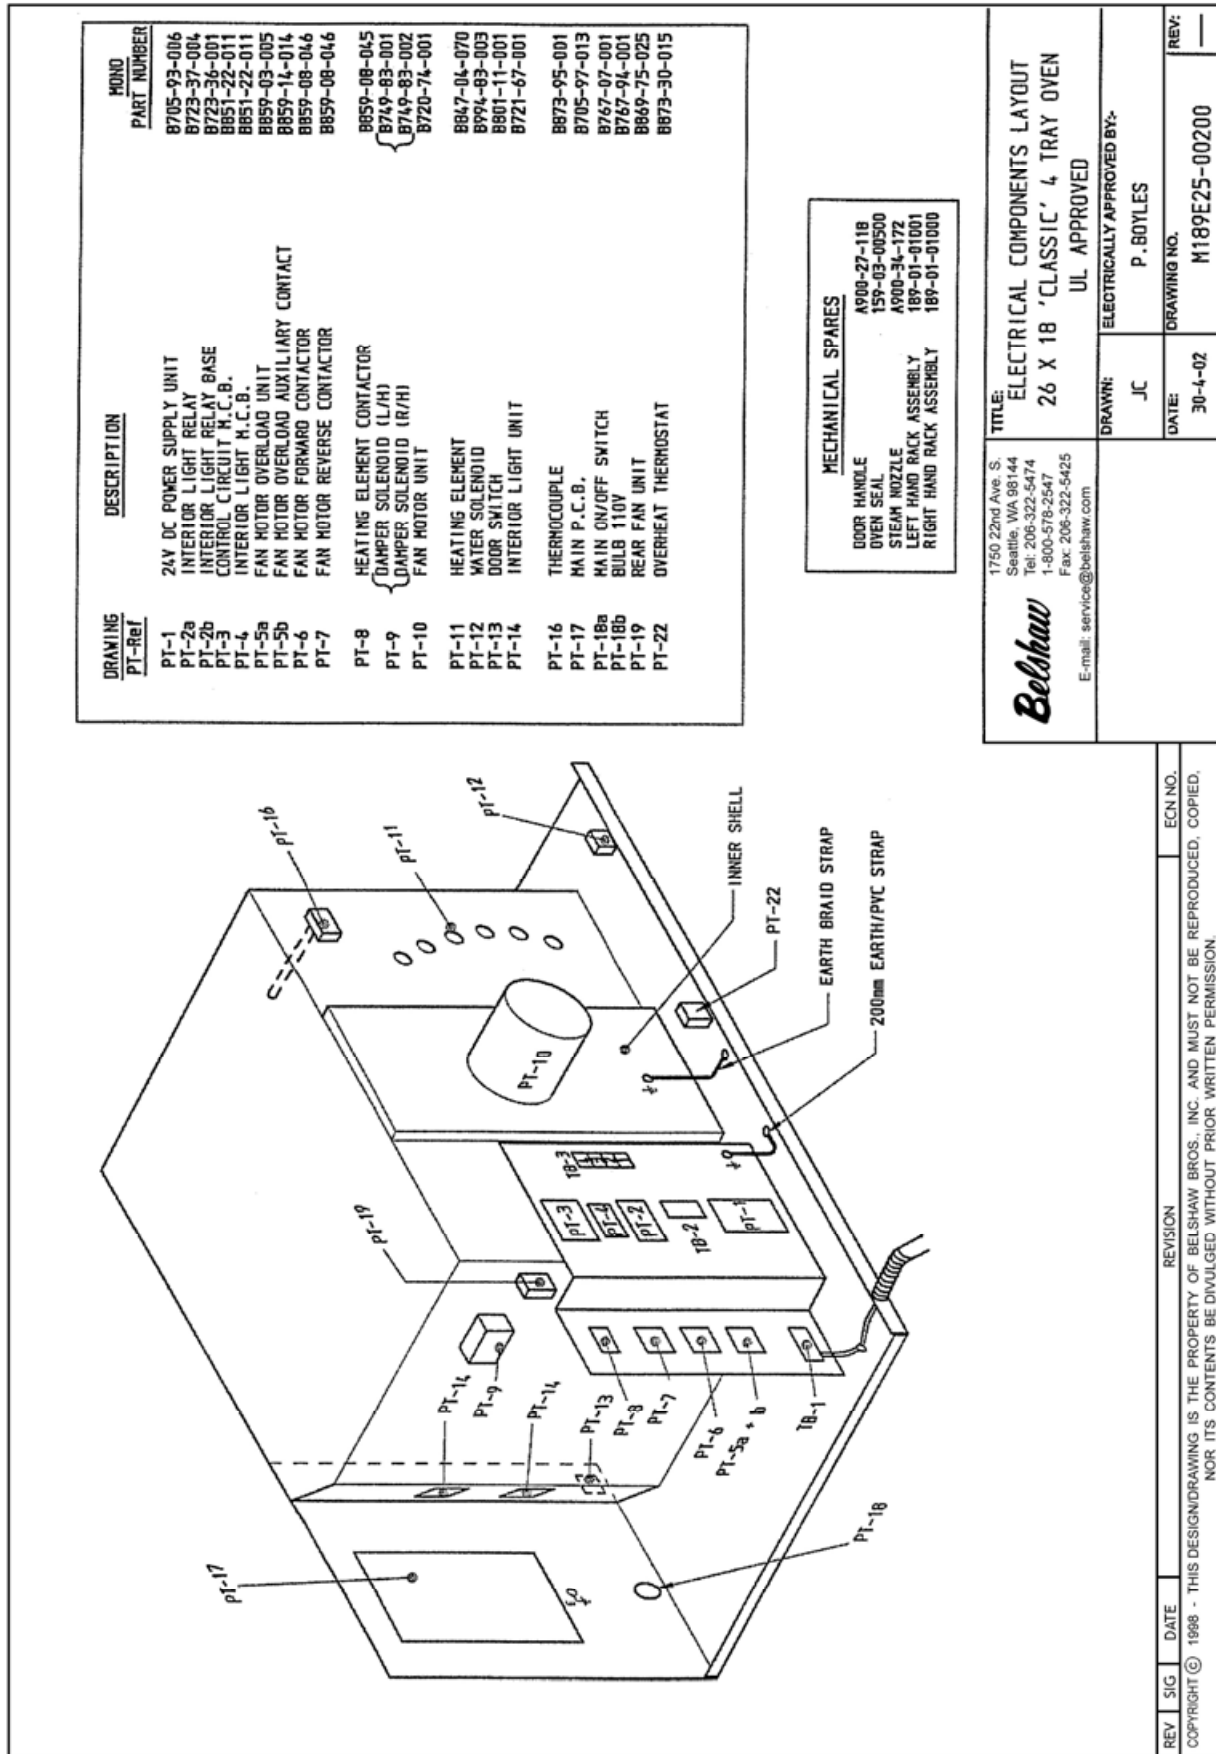 DRAWING PT-Ref DESCRIPTION MONO PART NUMBER
PT-1 24V DC POWER SUPPLY UNIT B705-93-006
PT-2a INTERIOR LIGHT RELAY B723-37-004
PT-2b INTERIOR LIGHT RELAY BASE B723-36-001
PT-3 CONTROL CIRCUIT M.C.B. B851-22-011
PT-4 INTERIOR LIGHT M.C.B. B851-22-011
PT-5a FAN MOTOR OVERLOAD UNIT B859-03-005
PT-5b FAN MOTOR OVERLOAD AUXILIARY CONTACT B859-14-014
PT-6 FAN MOTOR FORWARD CONTACTOR B859-08-046
PT-7 FAN MOTOR REVERSE CONTACTOR B859-08-046
PT-8 HEATING ELEMENT CONTACTOR B859-08-045
PT-9 {DAMPER SOLENOID (L/H) {B749-83-001
{DAMPER SOLENOID (R/H) {B749-83-002
PT-10 FAN MOTOR UNIT B720-74-001
PT-11 HEATING ELEMENT B847-04-070
PT-12 WATER SOLENOID B994-83-003
PT-13 DOOR SWITCH B801-11-001
PT-14 INTERIOR LIGHT UNIT B721-67-001
PT-16 THERMOCOUPLE B873-95-001
PT-17 MAIN P.C.B. B705-97-013
PT-18a MAIN ON/OFF SWITCH B767-07-001
PT-18b BULB 110V B767-94-001
PT-19 REAR FAN UNIT B869-75-025
PT-22 OVERHEAT THERMOSTAT B873-30-015
MECHANICAL SPARES
DOOR HANDLE A900-27-118
OVEN SEAL 159-03-00500
STEAM NOZZLE A900-34-172
LEFT HAND RACK ASSEMBLY 189-01-01001
RIGHT HAND RACK ASSEMBLY 189-01-01000
PT-17
PT-19
PT-16
PT-11
PT-12
PT-14
PT-9
PT-14
PT-13
PT-8
PT-7
PT-6
PT-5a + b
TB-1
PT-18
PT-10
TB-3
PT-3
PT-4
PT-2
TB-2
PT-1
INNER SHELL
PT-22
EARTH BRAID STRAP
200mm EARTH/PVC STRAP
Belshaw
1750 22nd Ave. S.
Seattle, WA 98144
Tel: 206-322-5474
1-800-578-2547
Fax: 206-322-5425
E-mail: service@belshaw.com
TITLE:
ELECTRICAL COMPONENTS LAYOUT
26 X 18 'CLASSIC' 4 TRAY OVEN
UL APPROVED
DRAWN: JC
ELECTRICALLY APPROVED BY:- P.BOYLES
DATE: 30-4-02
DRAWING NO. M189E25-00200
REV: —
REV SIG DATE REVISION ECN NO.
COPYRIGHT © 1998 - THIS DESIGN/DRAWING IS THE PROPERTY OF BELSHAW BROS., INC. AND MUST NOT BE REPRODUCED, COPIED,
NOR ITS CONTENTS BE DIVULGED WITHOUT PRIOR WRITTEN PERMISSION.